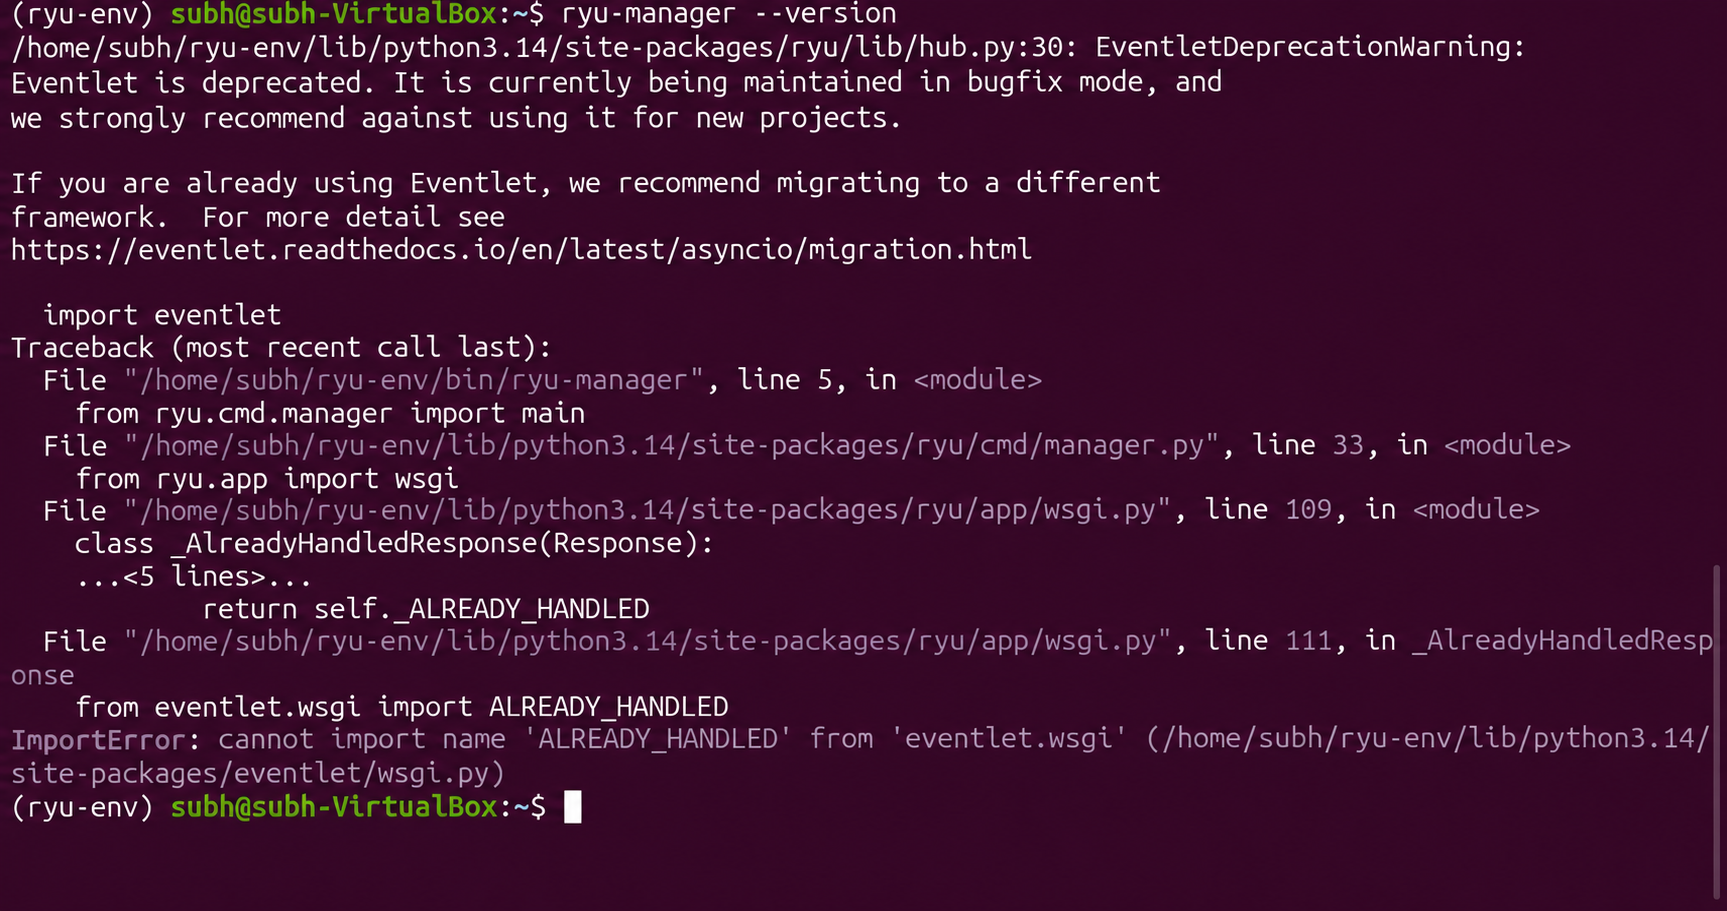 (ryu-env) subh@subh-VirtualBox:~$ ryu-manager --version
/home/subh/ryu-env/lib/python3.14/site-packages/ryu/lib/hub.py:30: EventletDeprecationWarning:
Eventlet is deprecated. It is currently being maintained in bugfix mode, and
we strongly recommend against using it for new projects.

If you are already using Eventlet, we recommend migrating to a different
framework.  For more detail see
https://eventlet.readthedocs.io/en/latest/asyncio/migration.html

  import eventlet
Traceback (most recent call last):
  File "/home/subh/ryu-env/bin/ryu-manager", line 5, in <module>
    from ryu.cmd.manager import main
  File "/home/subh/ryu-env/lib/python3.14/site-packages/ryu/cmd/manager.py", line 33, in <module>
    from ryu.app import wsgi
  File "/home/subh/ryu-env/lib/python3.14/site-packages/ryu/app/wsgi.py", line 109, in <module>
    class _AlreadyHandledResponse(Response):
    ...<5 lines>...
            return self._ALREADY_HANDLED
  File "/home/subh/ryu-env/lib/python3.14/site-packages/ryu/app/wsgi.py", line 111, in _AlreadyHandledResp
onse
    from eventlet.wsgi import ALREADY_HANDLED
ImportError: cannot import name 'ALREADY_HANDLED' from 'eventlet.wsgi' (/home/subh/ryu-env/lib/python3.14/
site-packages/eventlet/wsgi.py)
(ryu-env) subh@subh-VirtualBox:~$